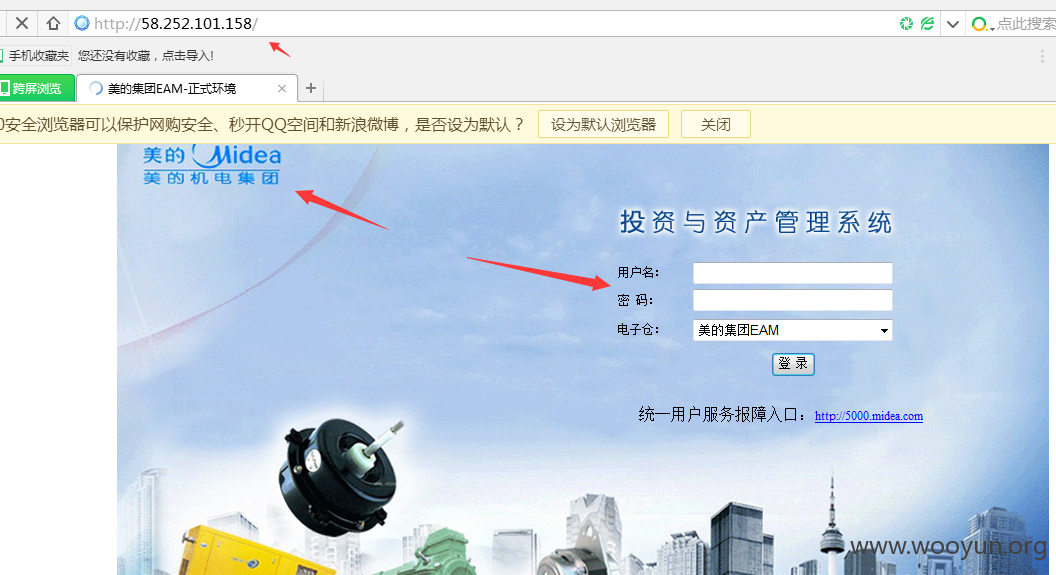 http://58.252.101.158/
点此搜索
手机收藏夹 您还没有收藏，点击导入!
跨屏浏览 美的集团EAM-正式环境
0安全浏览器可以保护网购安全、秒开QQ空间和新浪微博，是否设为默认？ 设为默认浏览器 关闭
美的 Midea
美的机电集团
投资与资产管理系统
用户名：
密 码：
电子仓： 美的集团EAM
登 录
统一用户服务报障入口：http://5000.midea.com
www.wooyun.org